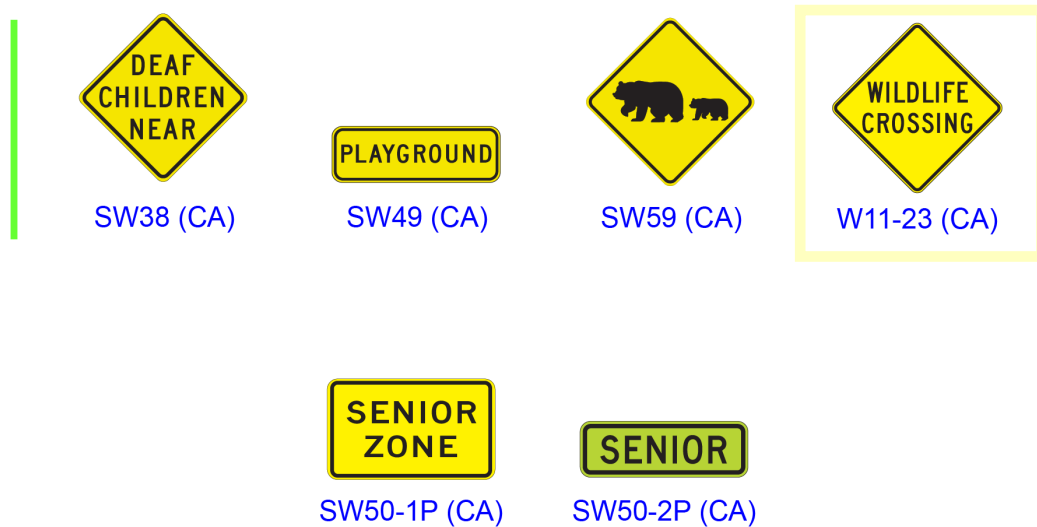 DEAF
CHILDREN
NEAR
SW38 (CA)
PLAYGROUND
SW49 (CA)
SW59 (CA)
WILDLIFE
CROSSING
W11-23 (CA)
SENIOR
ZONE
SW50-1P (CA)
SENIOR
SW50-2P (CA)